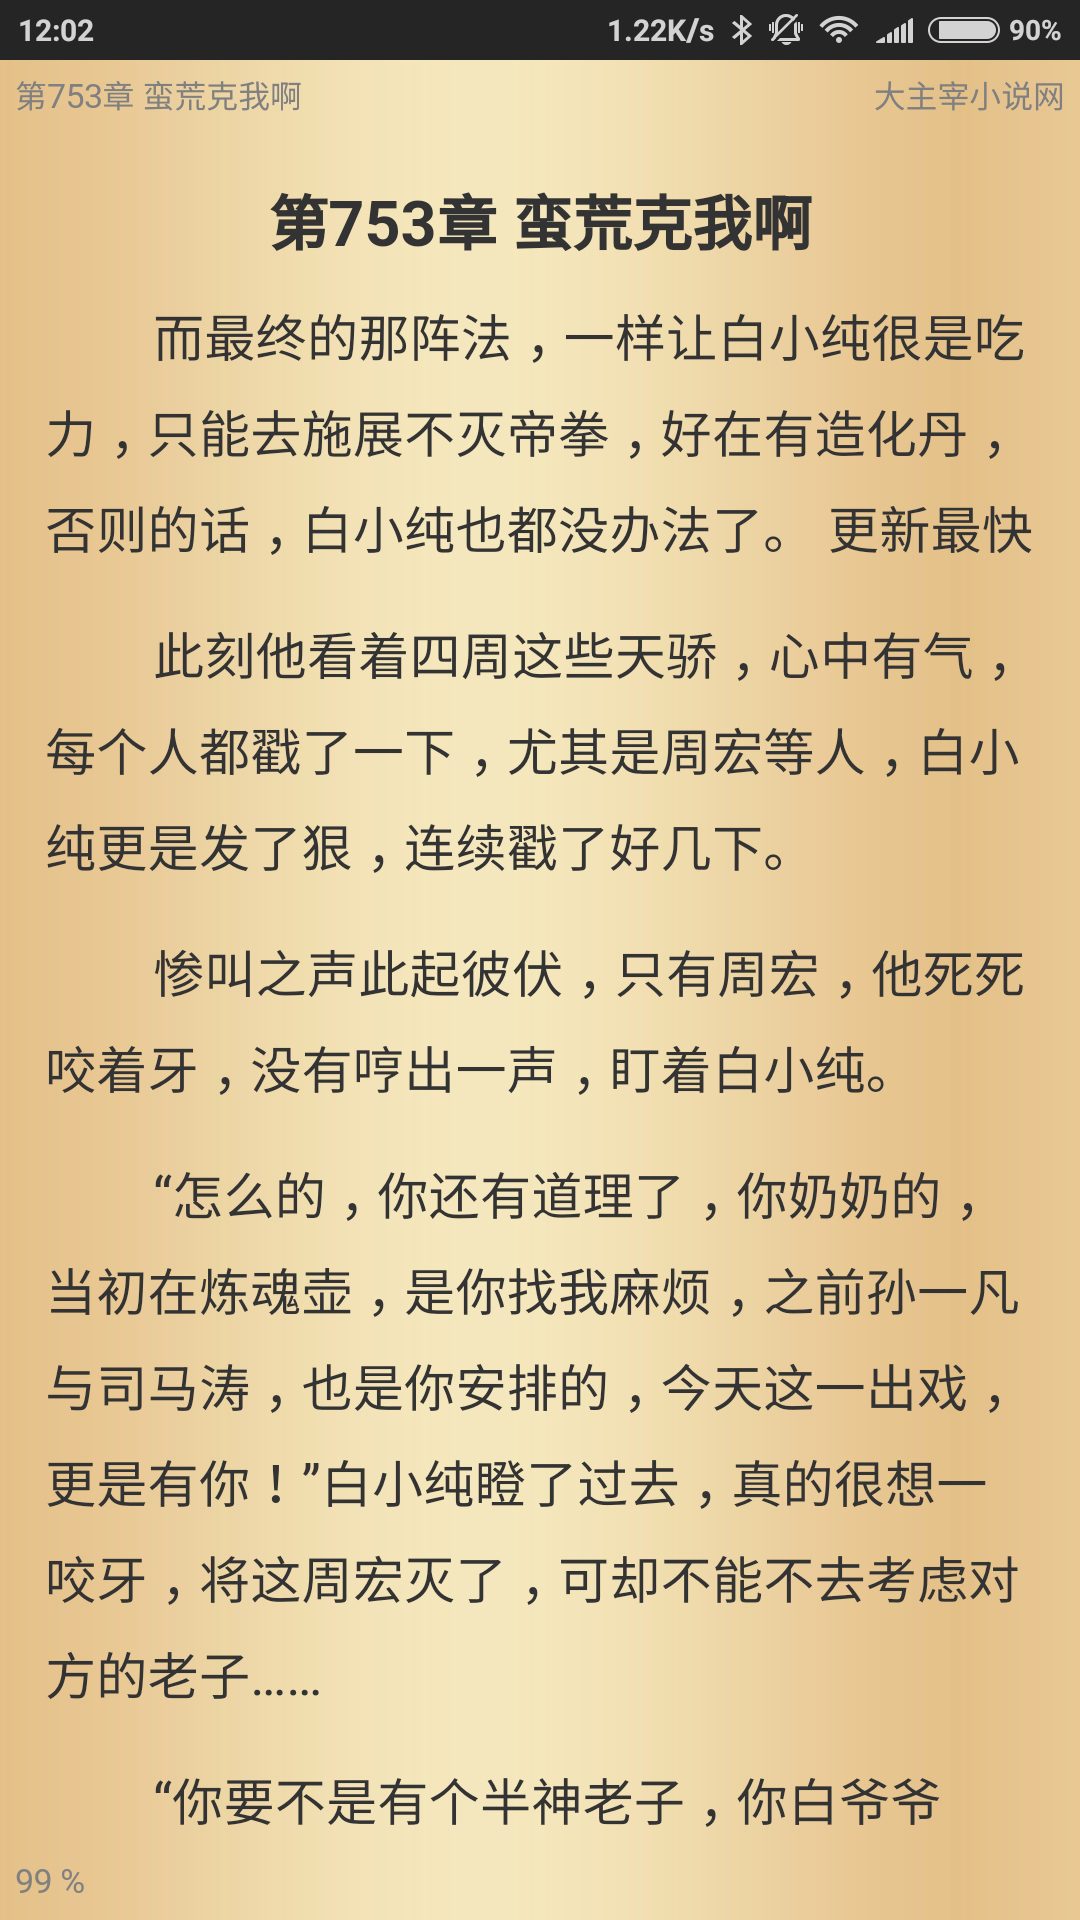 12:02 1.22K/s 90%
第753章 蛮荒克我啊 大主宰小说网
第753章 蛮荒克我啊
而最终的那阵法，一样让白小纯很是吃
力，只能去施展不灭帝拳，好在有造化丹，
否则的话，白小纯也都没办法了。 更新最快
此刻他看着四周这些天骄，心中有气，
每个人都戳了一下，尤其是周宏等人，白小
纯更是发了狠，连续戳了好几下。
惨叫之声此起彼伏，只有周宏，他死死
咬着牙，没有哼出一声，盯着白小纯。
“怎么的，你还有道理了，你奶奶的，
当初在炼魂壶，是你找我麻烦，之前孙一凡
与司马涛，也是你安排的，今天这一出戏，
更是有你！”白小纯瞪了过去，真的很想一
咬牙，将这周宏灭了，可却不能不去考虑对
方的老子……
“你要不是有个半神老子，你白爷爷
99 %